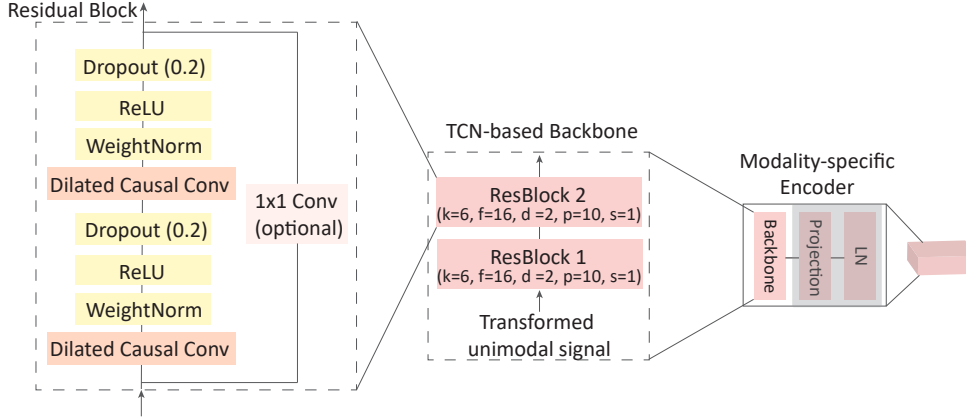 Residual Block
Dropout (0.2)
ReLU
WeightNorm
Dilated Causal Conv
Dropout (0.2)
ReLU
WeightNorm
Dilated Causal Conv
1x1 Conv
(optional)
TCN-based Backbone
ResBlock 2
(k=6, f=16, d =2, p=10, s=1)
ResBlock 1
(k=6, f=16, d =2, p=10, s=1)
Transformed
unimodal signal
Modality-specific
Encoder
Backbone
Projection
LN